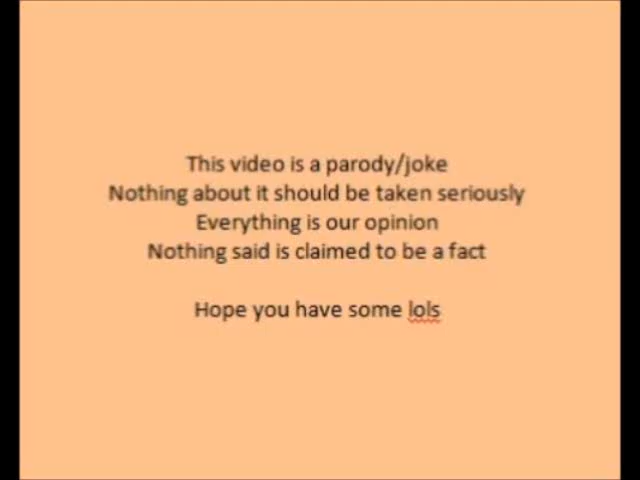 This video is a parody/joke
Nothing about it should be taken seriously
Everything is our opinion
Nothing said is claimed to be a fact
Hope you have some lols